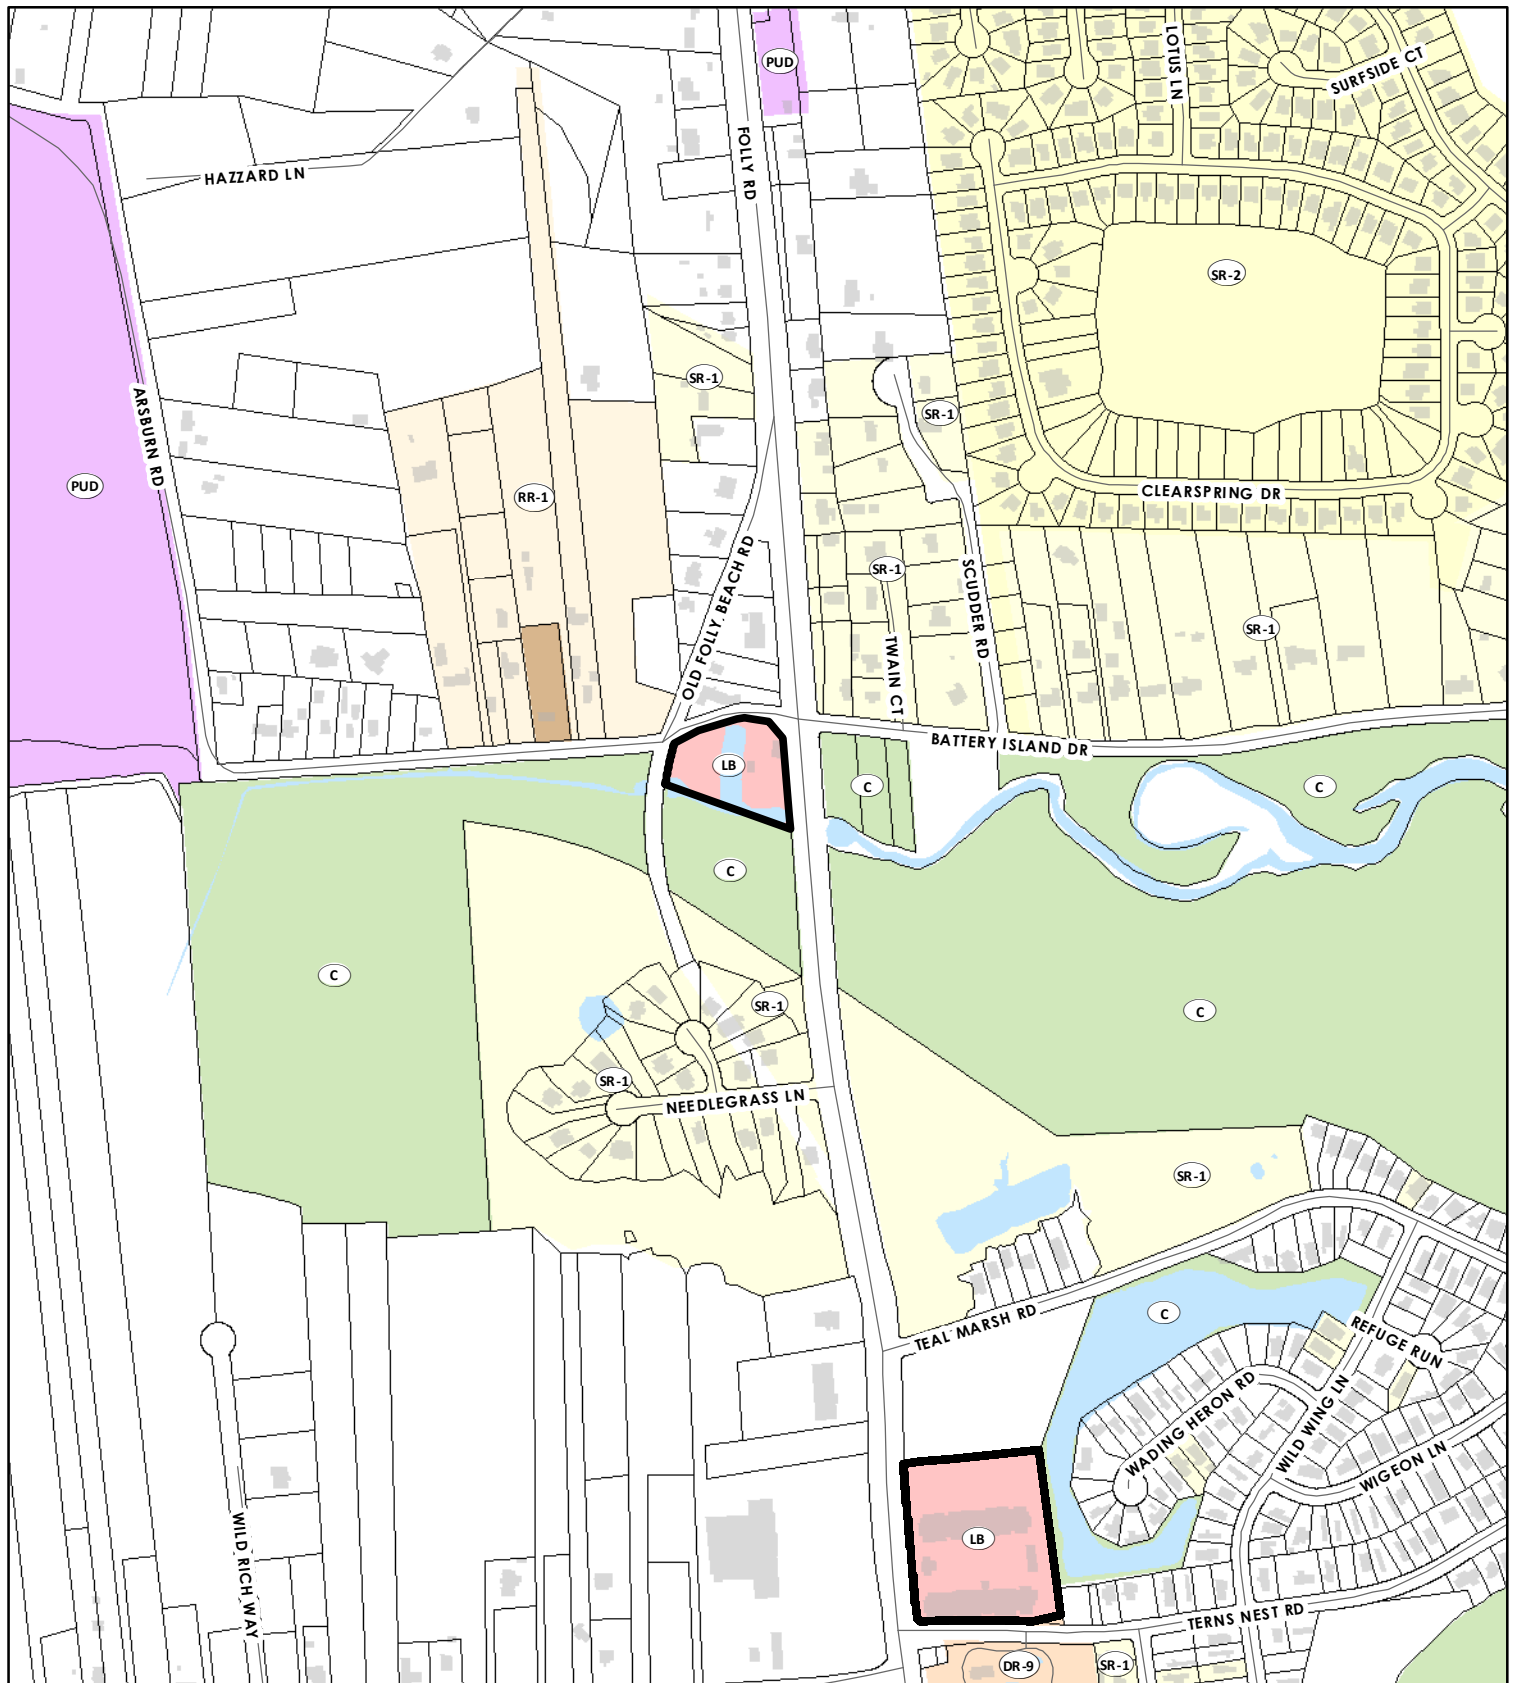 LOTUS LN
SURFSIDE CT
PUD
FOLLY RD
HAZZARD LN
SR-2
SR-1
SR-1
ARSBURN RD
PUD
RR-1
CLEARSPRING DR
OLD FOLLY BEACH RD
SR-1
SCUDDER RD
TWAIN CT
SR-1
BATTERY ISLAND DR
LB
C
C
C
C
C
SR-1
SR-1
NEEDLEGRASS LN
SR-1
TEAL MARSH RD
C
REFUGE RUN
WADING HERON RD
WILD WING LN
WIGEON LN
LB
WILD RICH WAY
TERNS NEST RD
DR-9
SR-1